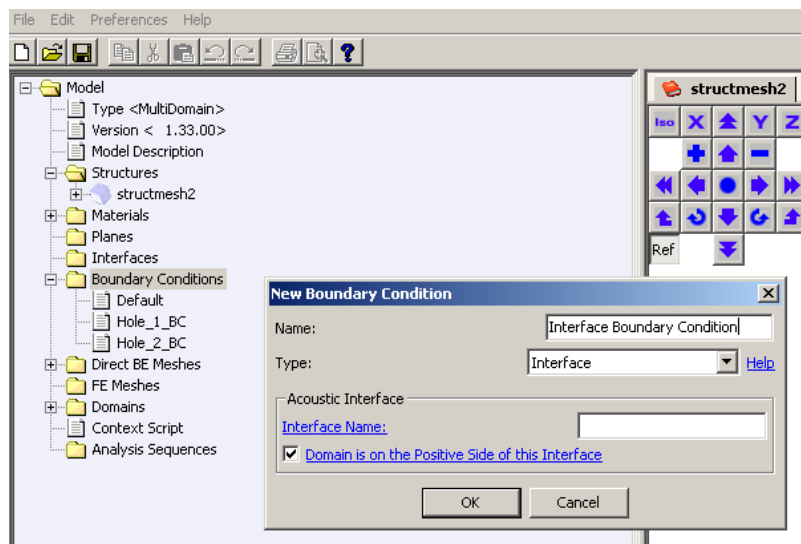 File Edit Preferences Help
Model
Type <MultiDomain>
Version < 1.33.00>
Model Description
Structures
structmesh2
Materials
Planes
Interfaces
Boundary Conditions
Default
Hole_1_BC
Hole_2_BC
Direct BE Meshes
FE Meshes
Domains
Context Script
Analysis Sequences
structmesh2
Iso X Y Z
Ref
New Boundary Condition
Name: Interface Boundary Condition
Type: Interface Help
Acoustic Interface
Interface Name:
Domain is on the Positive Side of this Interface
OK Cancel